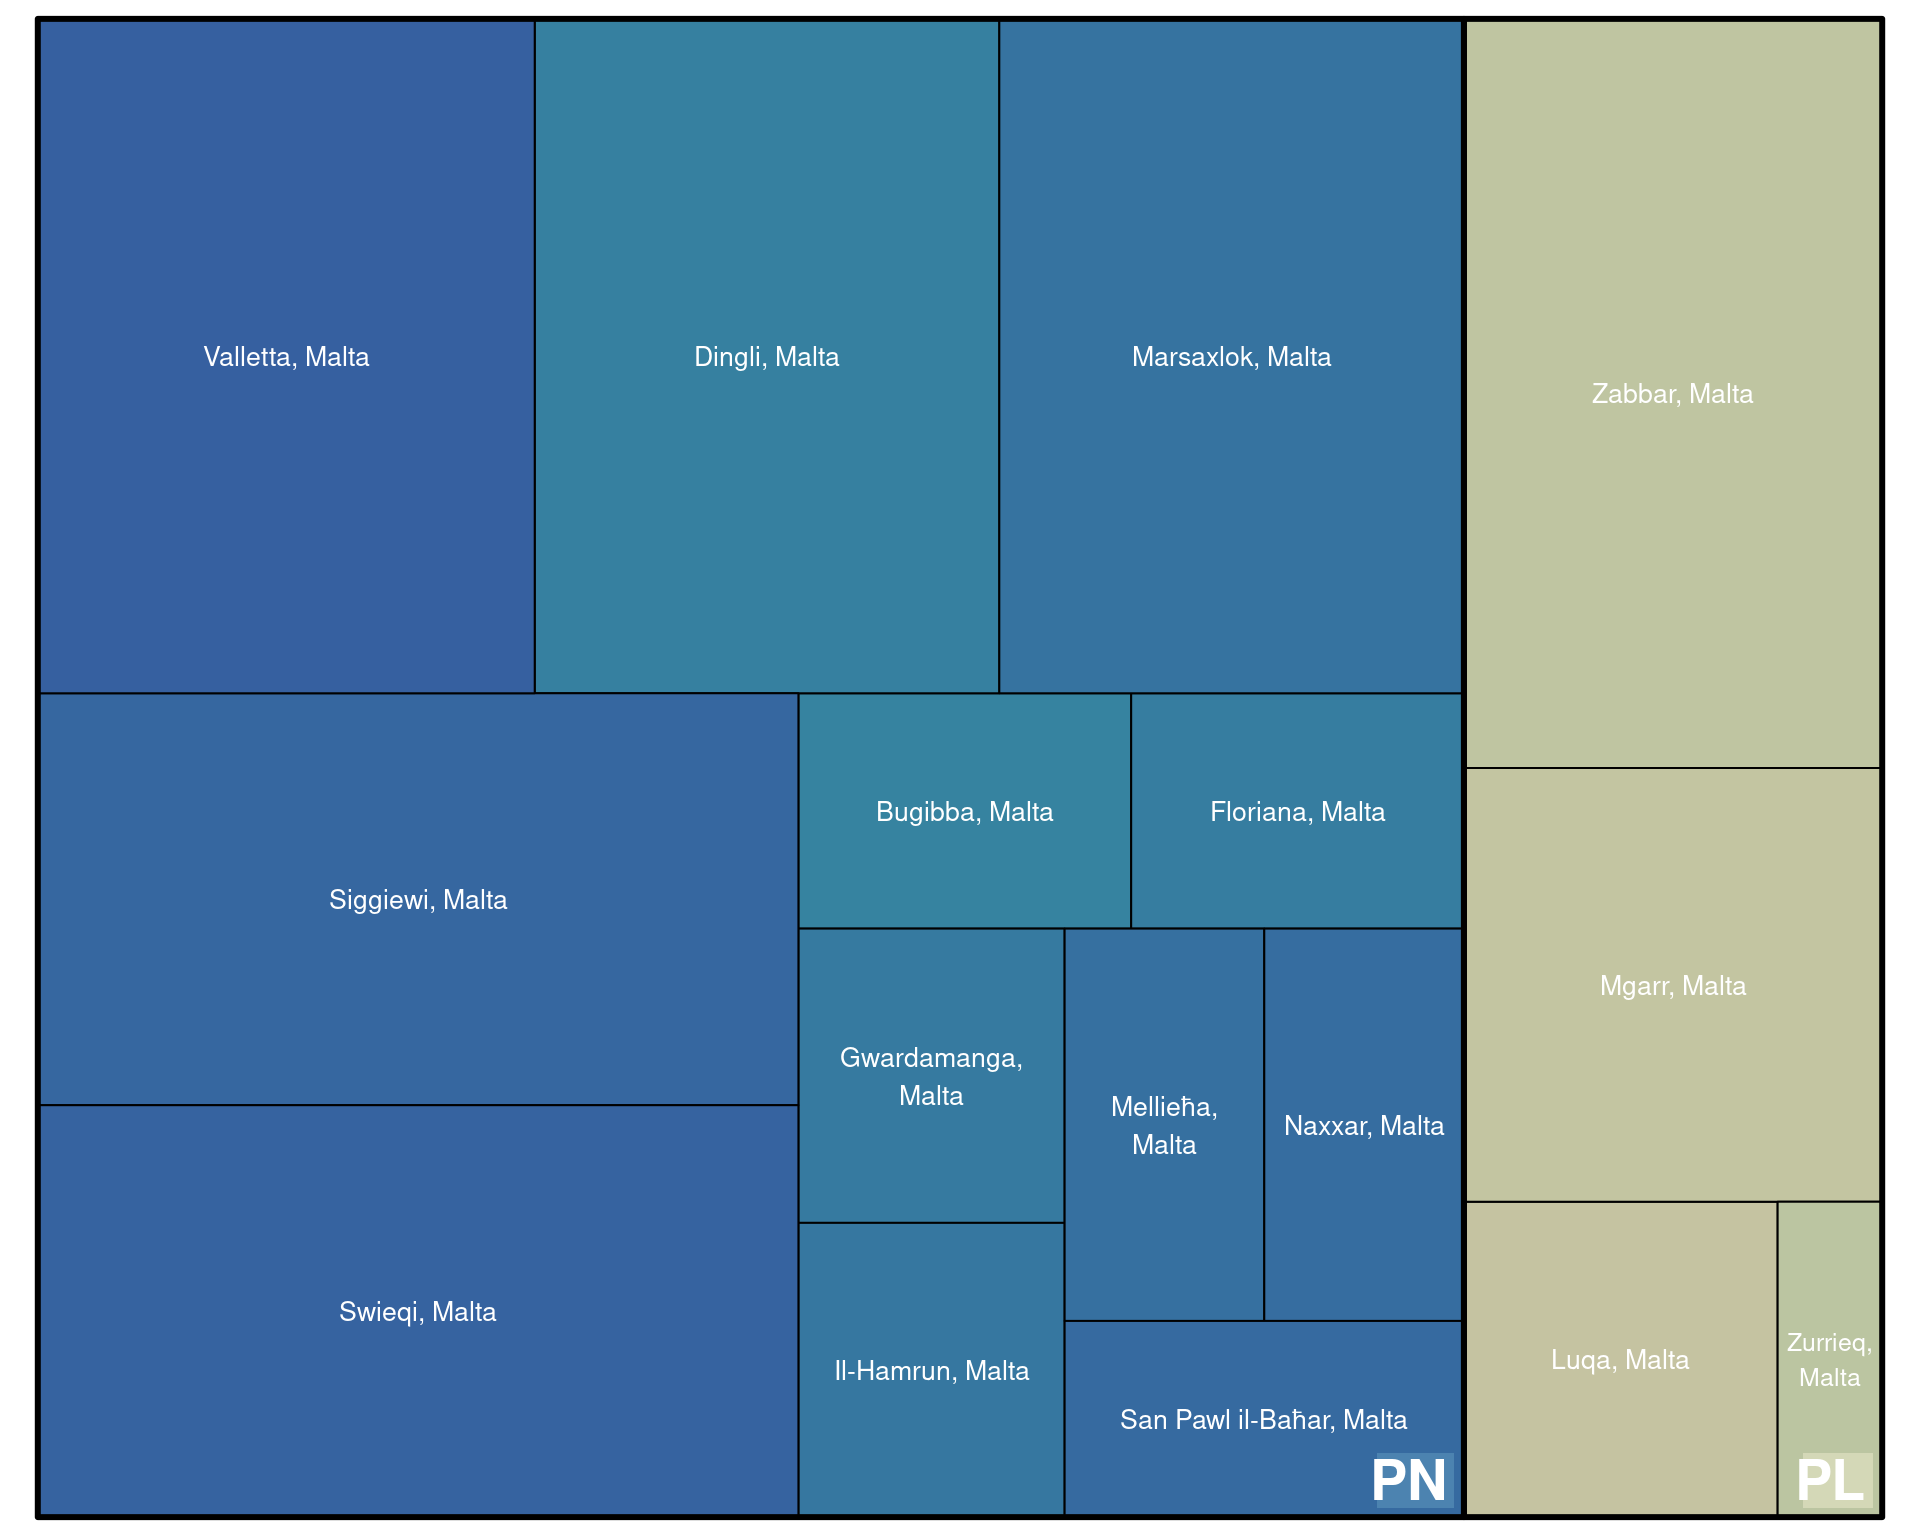 Valletta, Malta
Dingli, Malta
Marsaxlok, Malta
Zabbar, Malta
Siggiewi, Malta
Bugibba, Malta
Floriana, Malta
Mgarr, Malta
Gwardamanga,
Malta
Mellieħa,
Malta
Naxxar, Malta
Swieqi, Malta
Il-Hamrun, Malta
San Pawl il-Baħar, Malta
Luqa, Malta
Zurrieq,
Malta
PN
PL